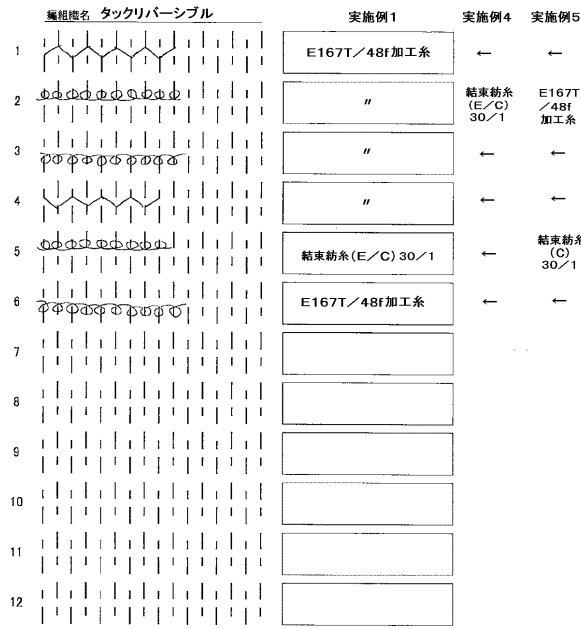 編組織名 タックリバーシブル 実施例1 実施例4 実施例5
1 E167T/48f加工糸 ← ←
2 〃 結束紡糸 (E/C) 30/1 E167T /48f 加工糸
3 〃 ← ←
4 〃 ← ←
5 結束紡糸(E/C)30/1 ← 結束紡糸 (C) 30/1
6 E167T/48f加工糸 ← ←
7
8
9
10
11
12